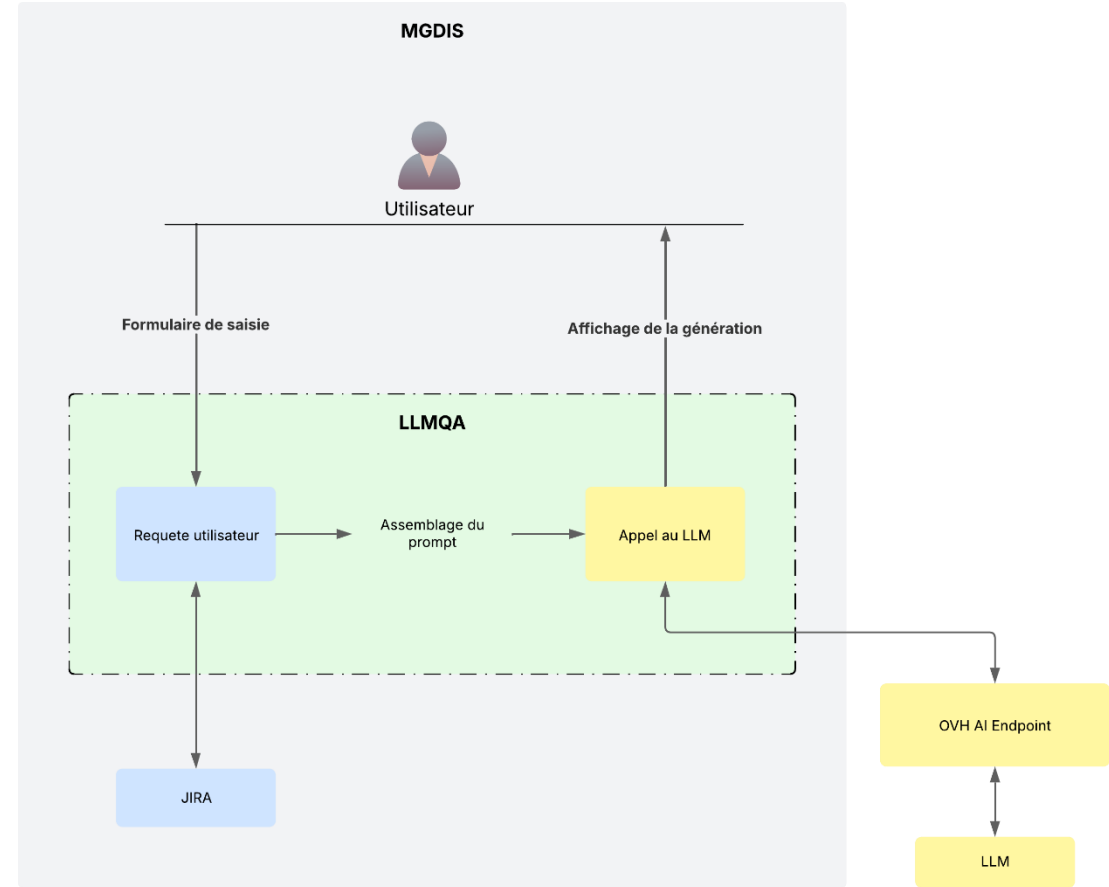 MGDIS
Utilisateur
Formulaire de saisie
Affichage de la génération
LLMQA
Requete utilisateur
Assemblage du
prompt
Appel au LLM
OVH AI Endpoint
JIRA
LLM